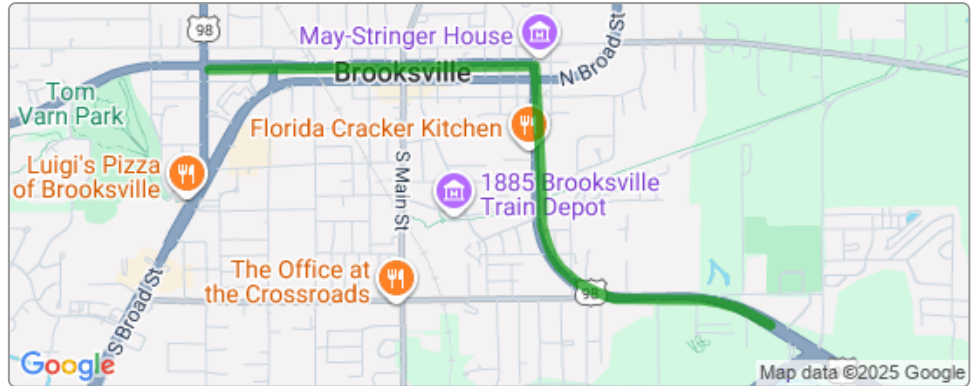 98
May-Stringer House
N Broad St
Brooksville
Tom
Varn Park
Florida Cracker Kitchen
Luigi's Pizza
of Brooksville
S Main St
1885 Brooksville
Train Depot
The Office at
the Crossroads
98
S Broad St
Google
Map data ©2025 Google